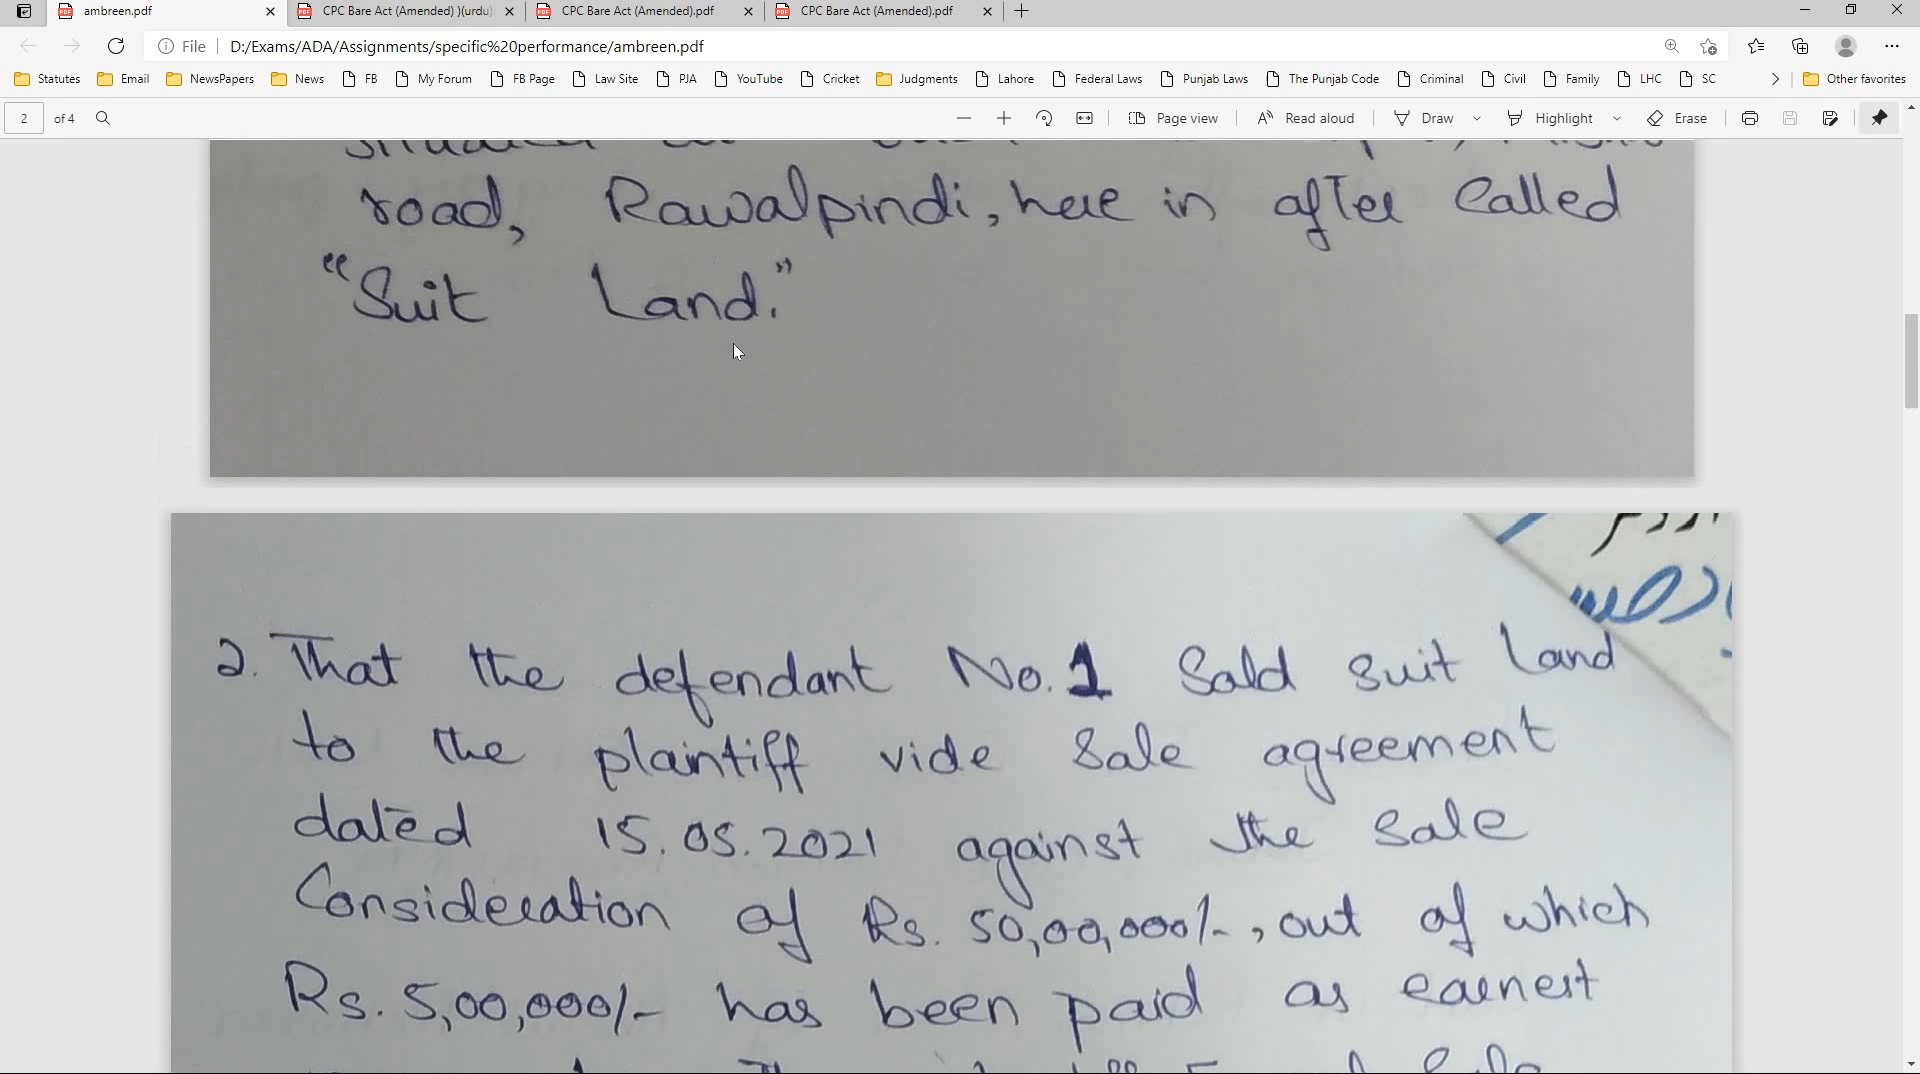 ambreen.pdf
CPC Bare Act (Amended) )(urdu)
CPC Bare Act (Amended).pdf
CPC Bare Act (Amended).pdf
File
D:/Exams/ADA/Assignments/specific%20performance/ambreen.pdf
Statutes Email NewsPapers News FB My Forum FB Page Law Site PJA YouTube Cricket Judgments Lahore Federal Laws Punjab Laws The Punjab Code Criminal Civil Family LHC SC Other favorites
2 of 4 Page view Read aloud Draw Highlight Erase
road, Rawalpindi, here in after Called
"Suit Land."
2. That the defendant No. 1 Sold suit Land
to the plaintiff vide Sale agreement
dated 15.05.2021 against the Sale
Consideration of Rs. 50,00,000/-, out of which
Rs. 5,00,000/- has been paid as earnest